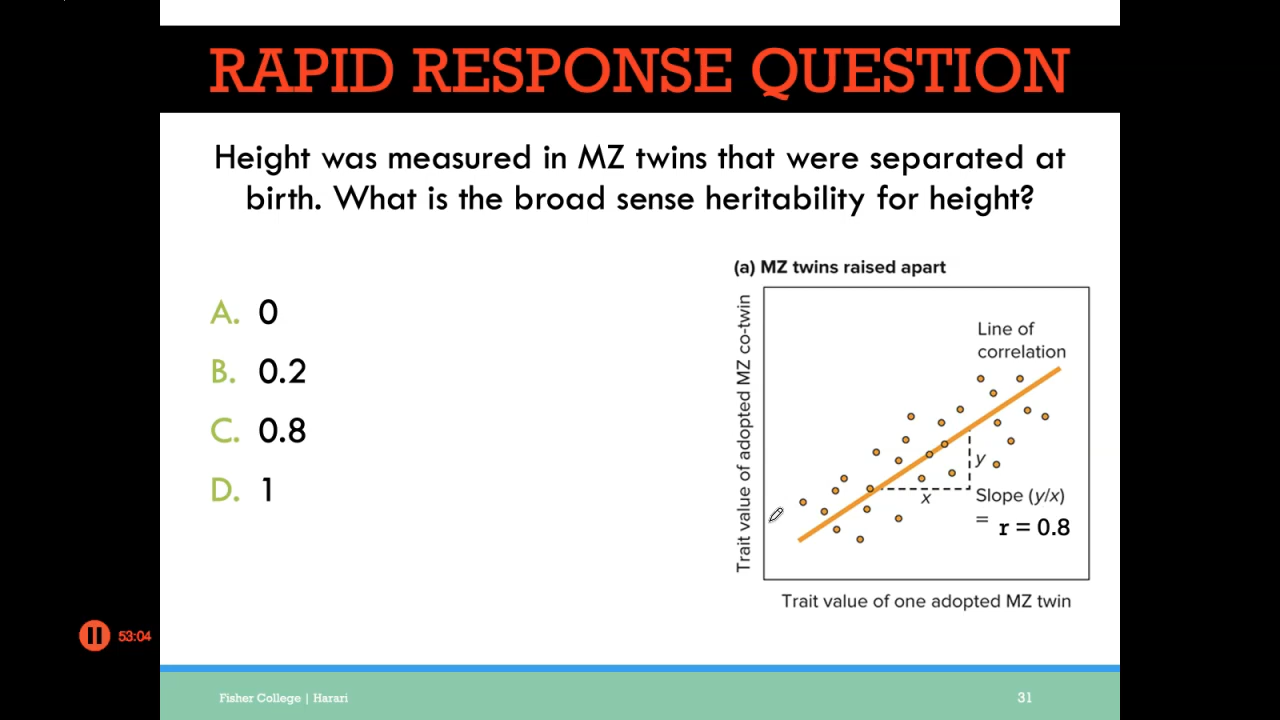 RAPID RESPONSE QUESTION
Height was measured in MZ twins that were separated at
birth. What is the broad sense heritability for height?
A. 0
B. 0.2
C. 0.8
D. 1
(a) MZ twins raised apart
Trait value of adopted MZ co-twin
Line of
correlation
y
x
Slope (y/x)
= r = 0.8
Trait value of one adopted MZ twin
53:04
Fisher College | Harari
31